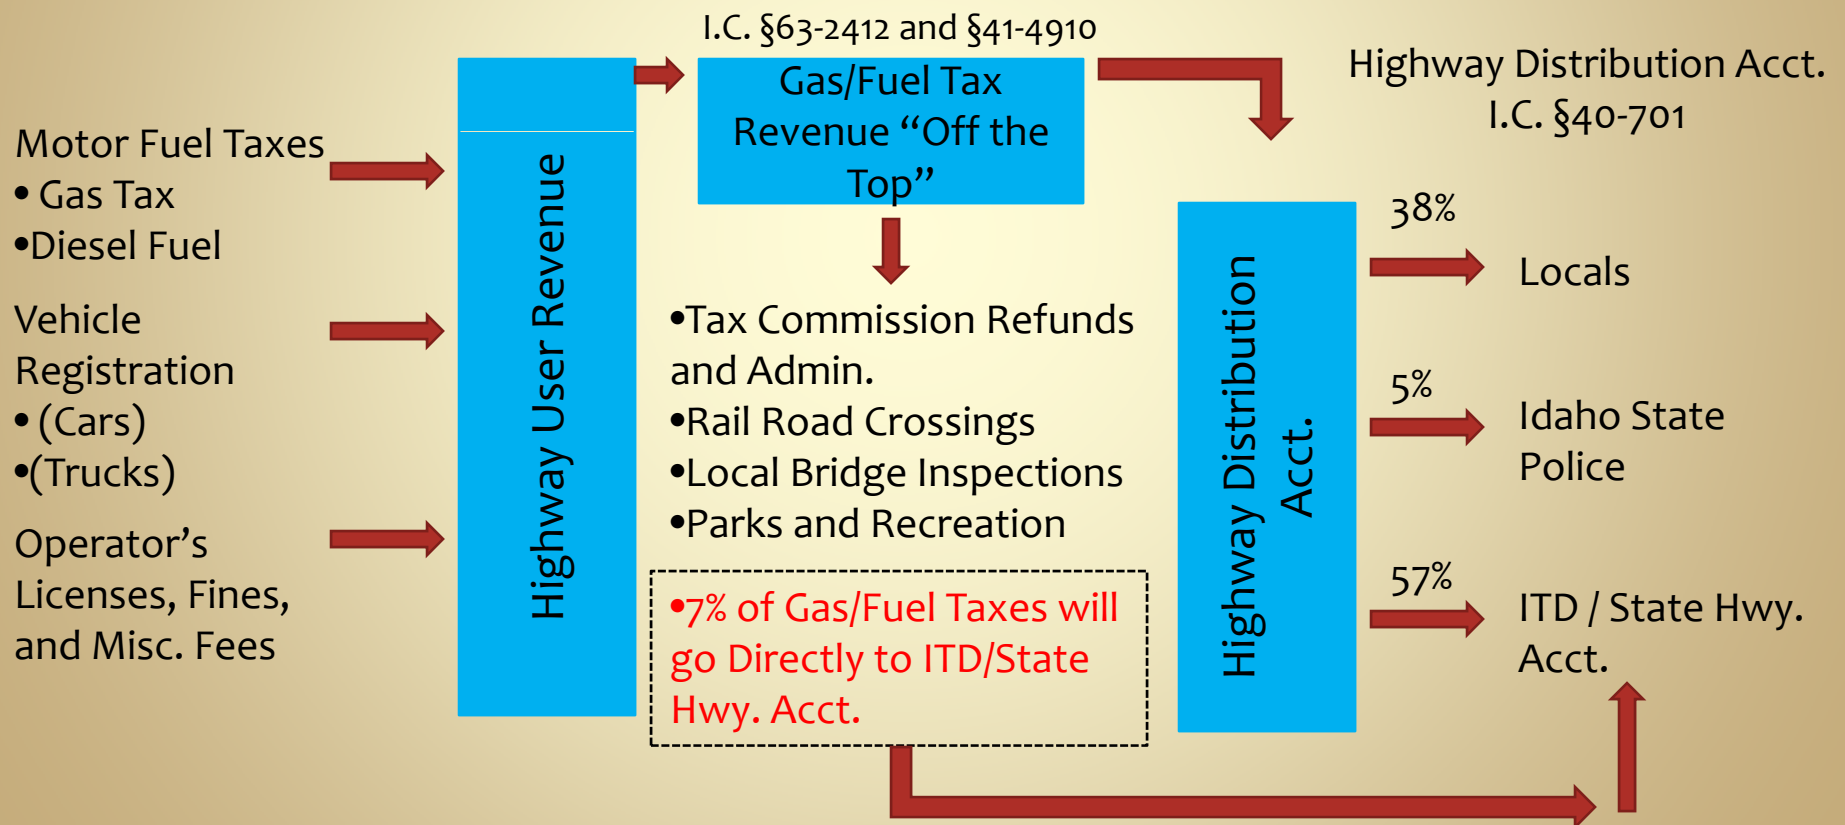 I.C. §63-2412 and §41-4910
Motor Fuel Taxes
• Gas Tax
•Diesel Fuel
Vehicle
Registration
• (Cars)
•(Trucks)
Operator’s
Licenses, Fines,
and Misc. Fees
Highway User Revenue
Gas/Fuel Tax
Revenue “Off the
Top”
•Tax Commission Refunds
and Admin.
•Rail Road Crossings
•Local Bridge Inspections
•Parks and Recreation
•7% of Gas/Fuel Taxes will
go Directly to ITD/State
Hwy. Acct.
Highway Distribution Acct.
I.C. §40-701
Highway Distribution
Acct.
38%
Locals
5%
Idaho State
Police
57%
ITD / State Hwy.
Acct.